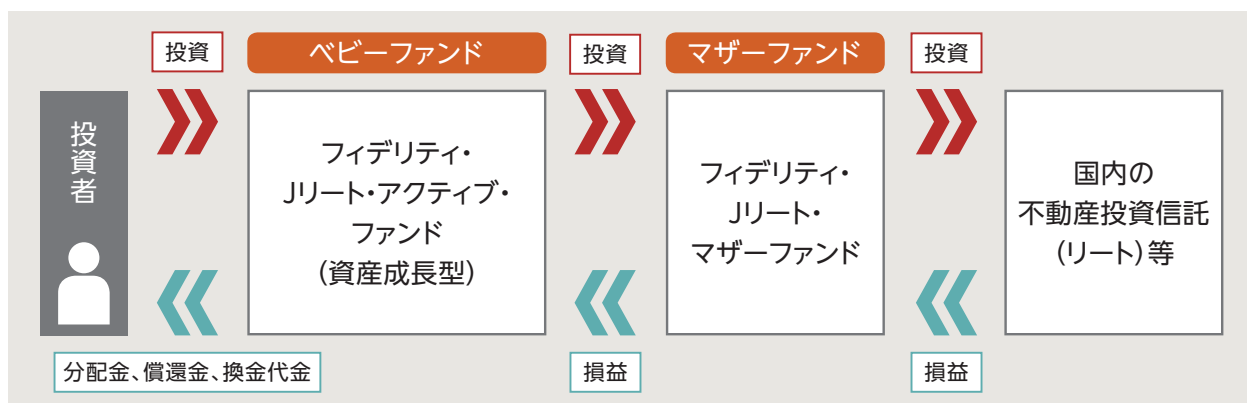 投資
ベビーファンド
投資
マザーファンド
投資
投資者
フィデリティ・
Jリート・アクティブ・
ファンド
(資産成長型)
フィデリティ・
Jリート・
マザーファンド
国内の
不動産投資信託
(リート)等
分配金、償還金、換金代金
損益
損益